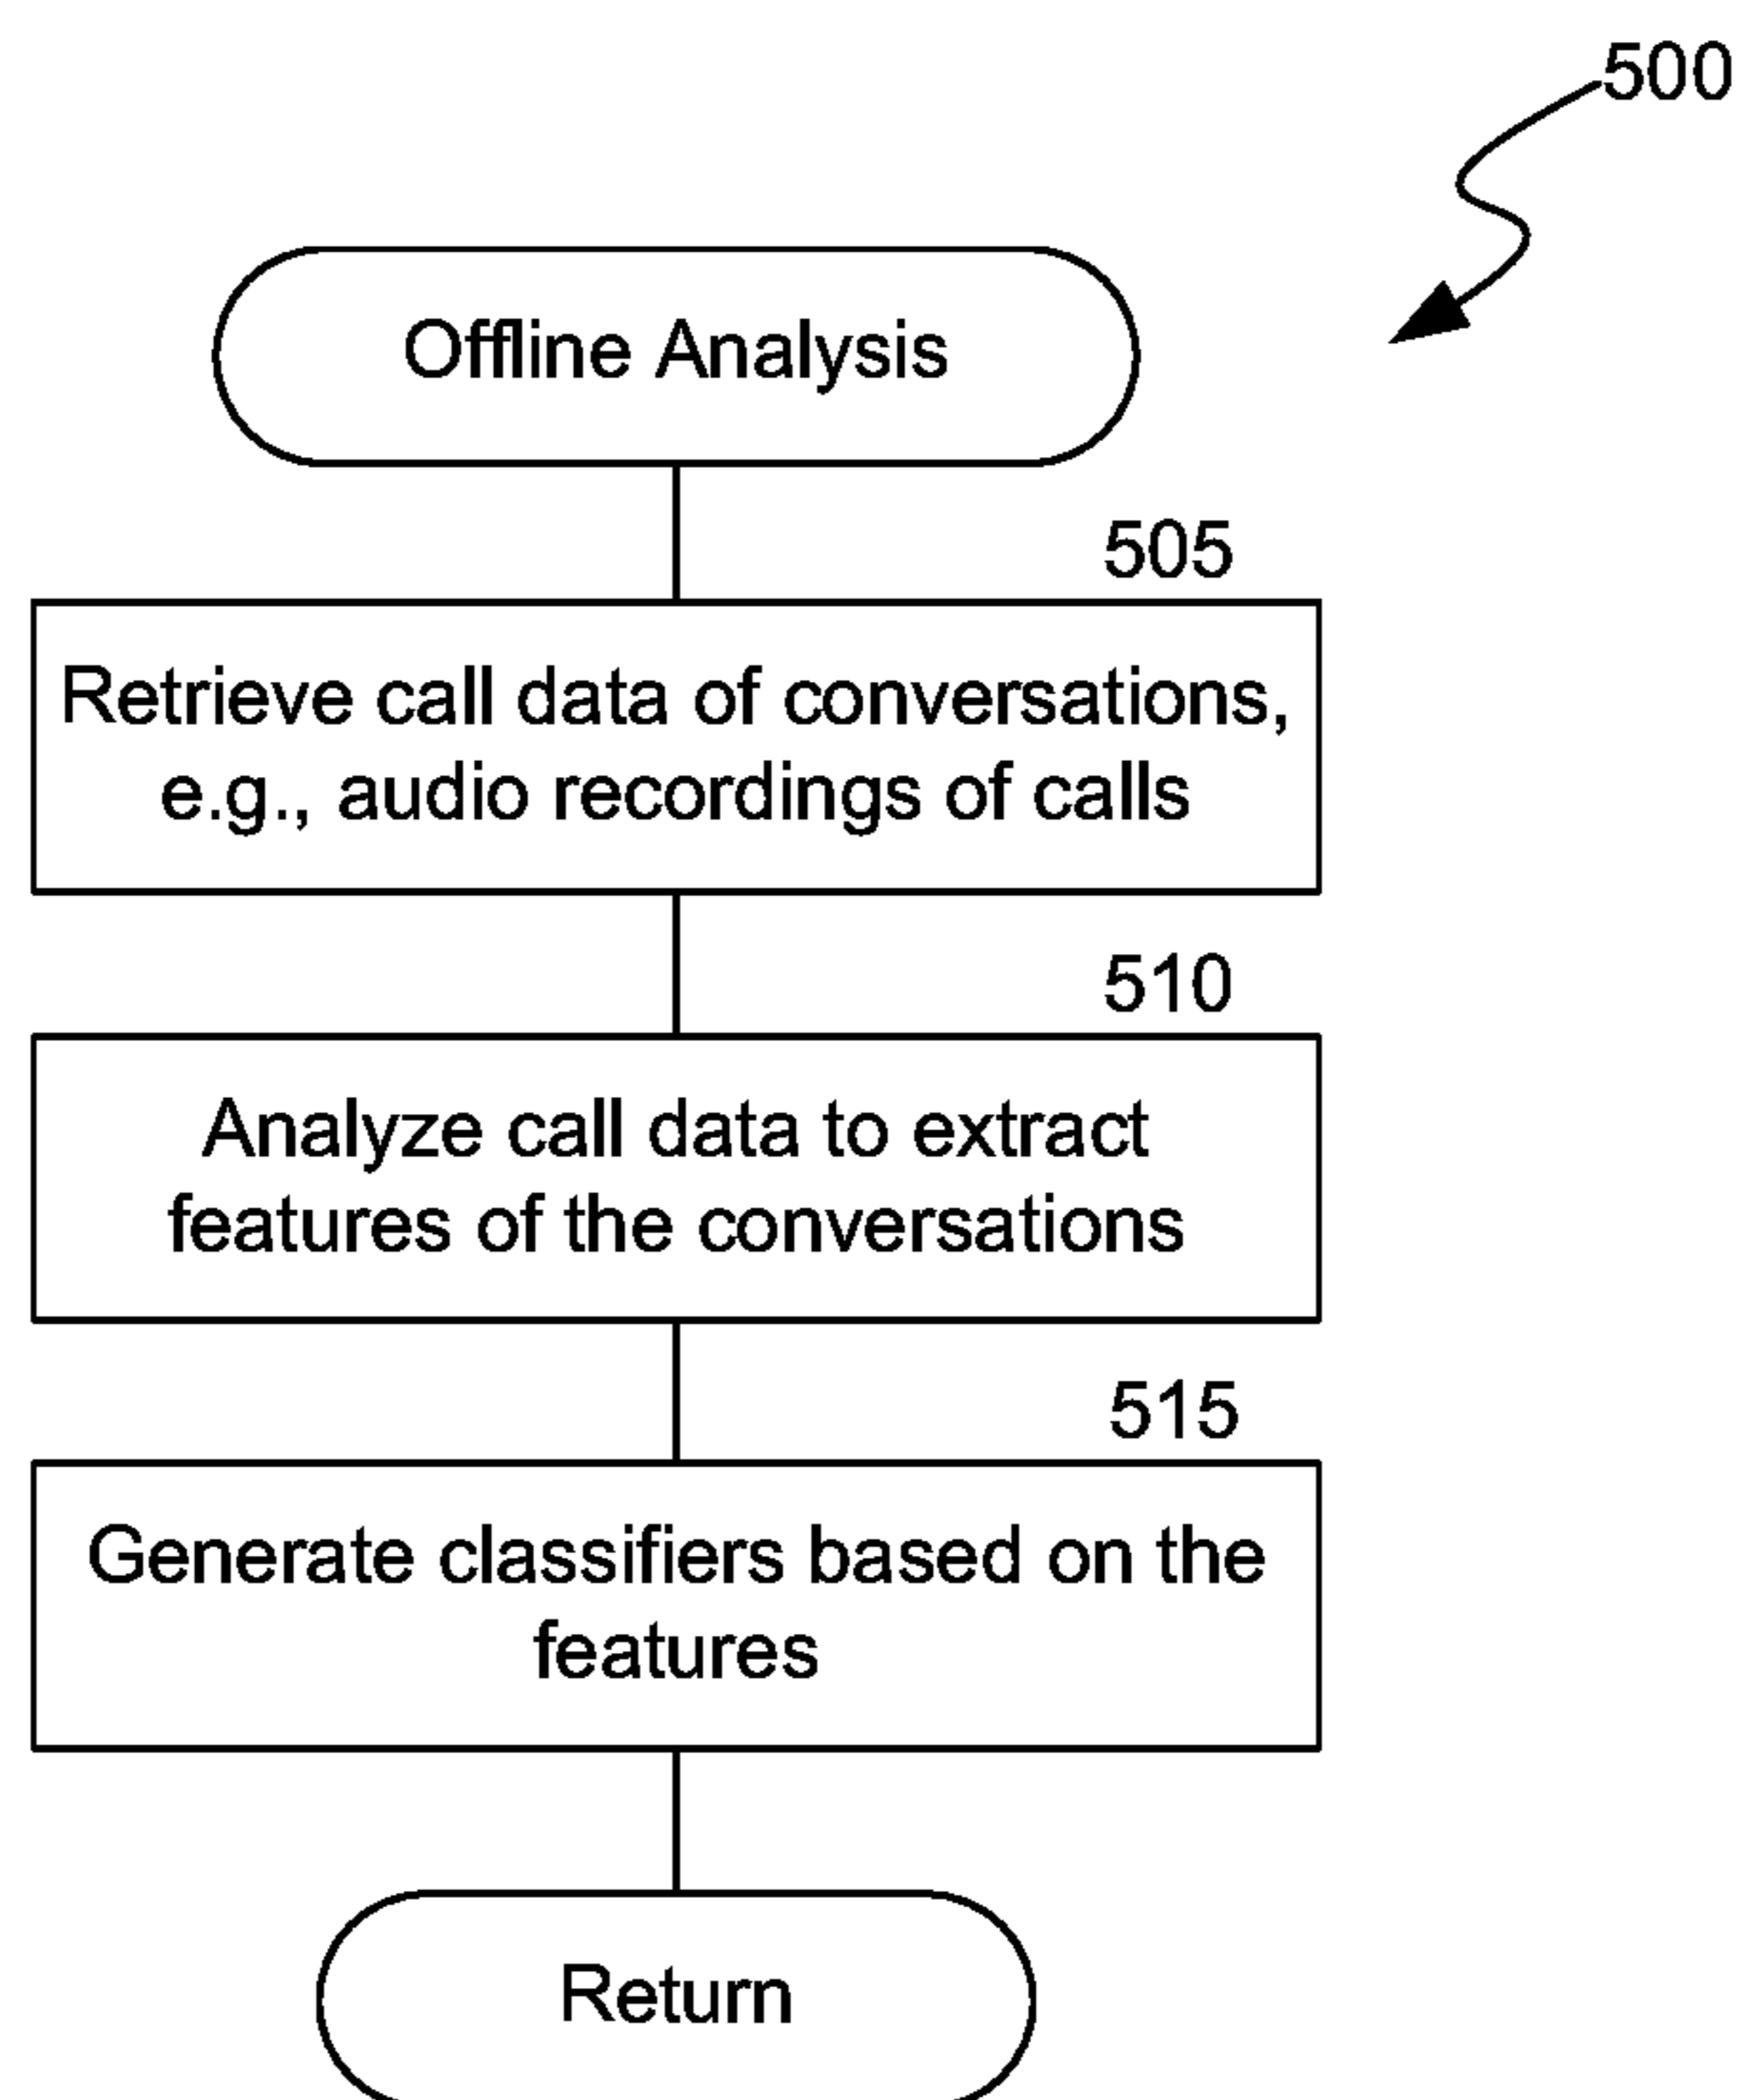 500
Offline Analysis
505
Retrieve call data of conversations,
e.g., audio recordings of calls
510
Analyze call data to extract
features of the conversations
515
Generate classifiers based on the
features
Return